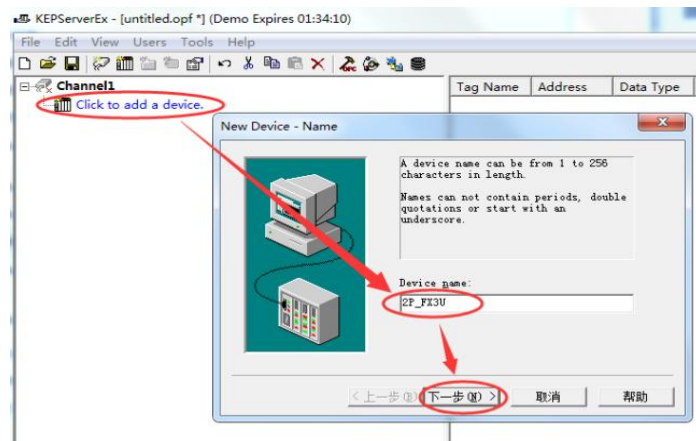 KEPServerEx - [untitled.opf *] (Demo Expires 01:34:10)
File Edit View Users Tools Help
Channel1
Click to add a device.
Tag Name Address Data Type
New Device - Name
A device name can be from 1 to 256
characters in length.
Names can not contain periods, double
quotations or start with an
underscore.
Device name:
2P_FX3U
< 上一步(B) 下一步(N) > 取消 帮助